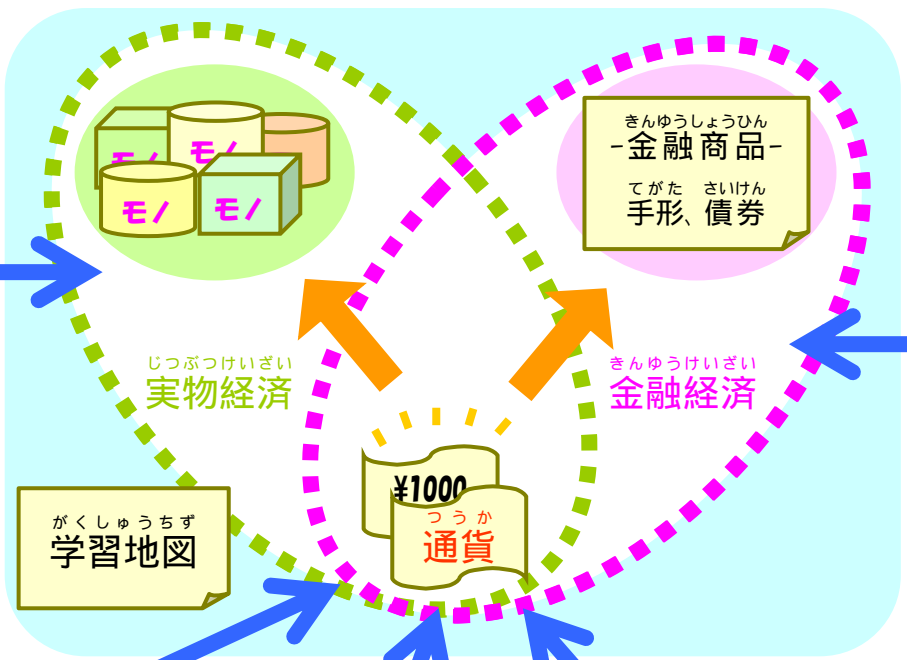 モノ
モノ
モノ
モノ
きんゆうしょうひん
-金融商品-
てがた さいけん
手形、債券
じつぶつけいざい
実物経済
きんゆうけいざい
金融経済
¥1000
つうか
通貨
がくしゅうちず
学習地図